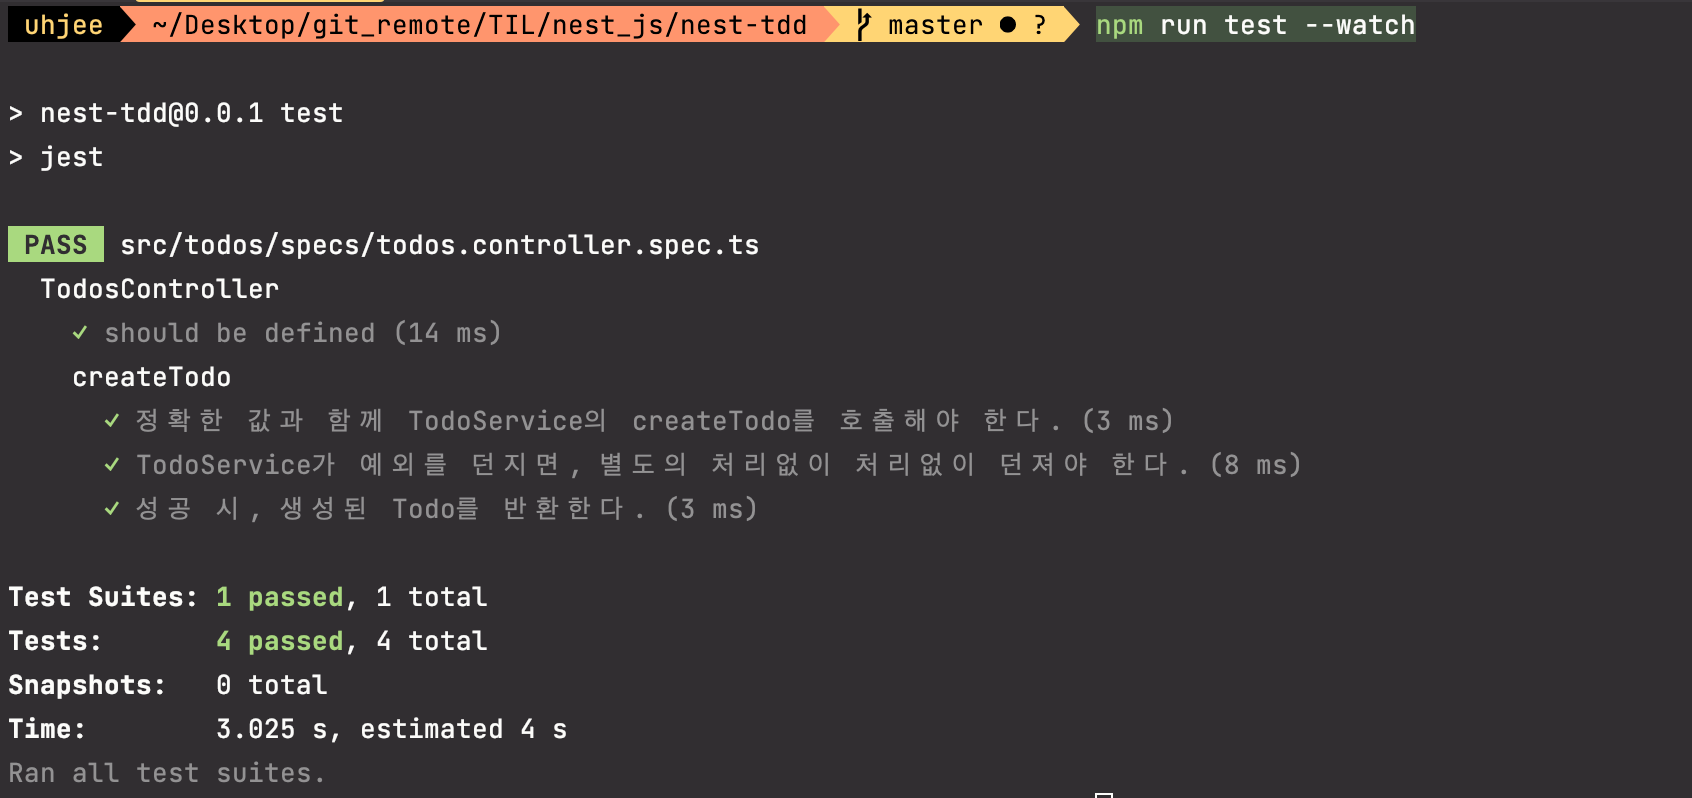 uhjee ~/Desktop/git_remote/TIL/nest_js/nest-tdd master ● ? npm run test --watch
> nest-tdd@0.0.1 test
> jest
PASS src/todos/specs/todos.controller.spec.ts
TodosController
✓ should be defined (14 ms)
createTodo
✓ 정확한 값과 함께 TodoService의 createTodo를 호출해야 한다. (3 ms)
✓ TodoService가 예외를 던지면, 별도의 처리없이 처리없이 던져야 한다. (8 ms)
✓ 성공 시, 생성된 Todo를 반환한다. (3 ms)
Test Suites: 1 passed, 1 total
Tests: 4 passed, 4 total
Snapshots: 0 total
Time: 3.025 s, estimated 4 s
Ran all test suites.